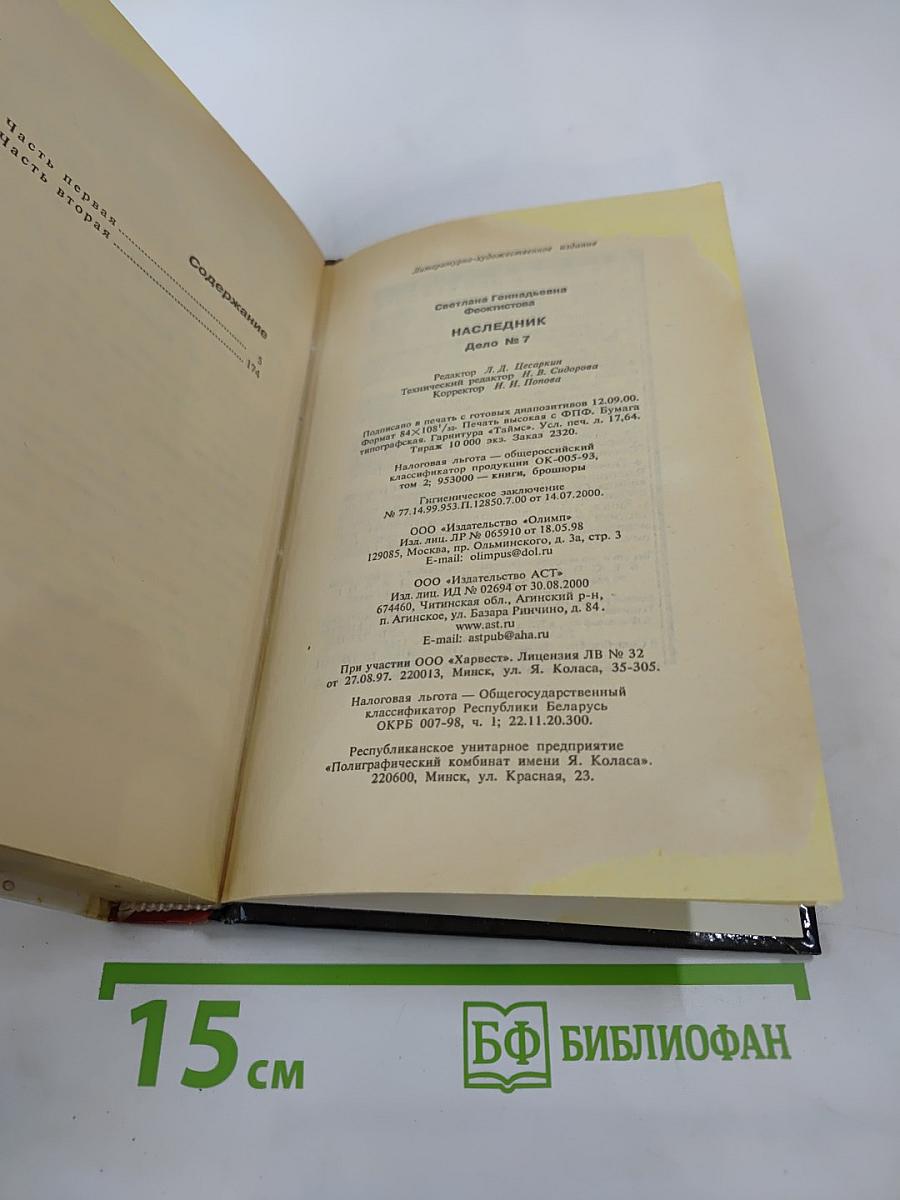 Содержание
Часть первая 5
Часть вторая 174
Литературно-художественное издание
Светлана Геннадьевна
Феоктистова
НАСЛЕДНИК
Дело № 7
Редактор Л. Д. Цесаркин
Технический редактор Н. В. Сидорова
Корректор И. И. Попова
Подписано в печать с готовых диапозитивов 12.09.00.
Формат 84×108¹/₃₂. Печать высокая с ФПФ. Бумага
типографская. Гарнитура «Таймс». Усл. печ. л. 17,64.
Тираж 10 000 экз. Заказ 2320.
Налоговая льгота — общероссийский
классификатор продукции ОК-005-93,
том 2; 953000 — книги, брошюры
Гигиеническое заключение
№ 77.14.99.953.П.12850.7.00 от 14.07.2000.
ООО «Издательство «Олимп»
Изд. лиц. ЛР № 065910 от 18.05.98
129085, Москва, пр. Ольминского, д. 3а, стр. 3
E-mail: olimpus@dol.ru
ООО «Издательство АСТ»
Изд. лиц. ИД № 02694 от 30.08.2000
674460, Читинская обл., Агинский р-н,
п. Агинское, ул. Базара Ринчино, д. 84.
www.ast.ru
E-mail: astpub@aha.ru
При участии ООО «Харвест». Лицензия ЛВ № 32
от 27.08.97. 220013, Минск, ул. Я. Коласа, 35-305.
Налоговая льгота — Общегосударственный
классификатор Республики Беларусь
ОКРБ 007-98, ч. 1; 22.11.20.300.
Республиканское унитарное предприятие
«Полиграфический комбинат имени Я. Коласа».
220600, Минск, ул. Красная, 23.
15 см
БФ БИБЛИОФАН